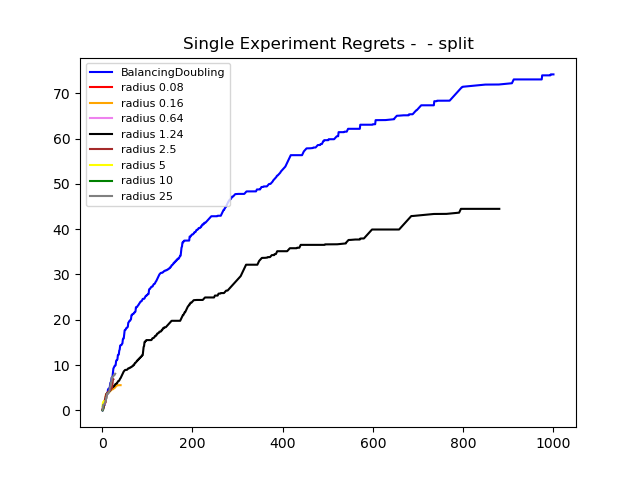 Single Experiment Regrets -  - split
BalancingDoubling
radius 0.08
radius 0.16
radius 0.64
radius 1.24
radius 2.5
radius 5
radius 10
radius 25
70
60
50
40
30
20
10
0
0 200 400 600 800 1000